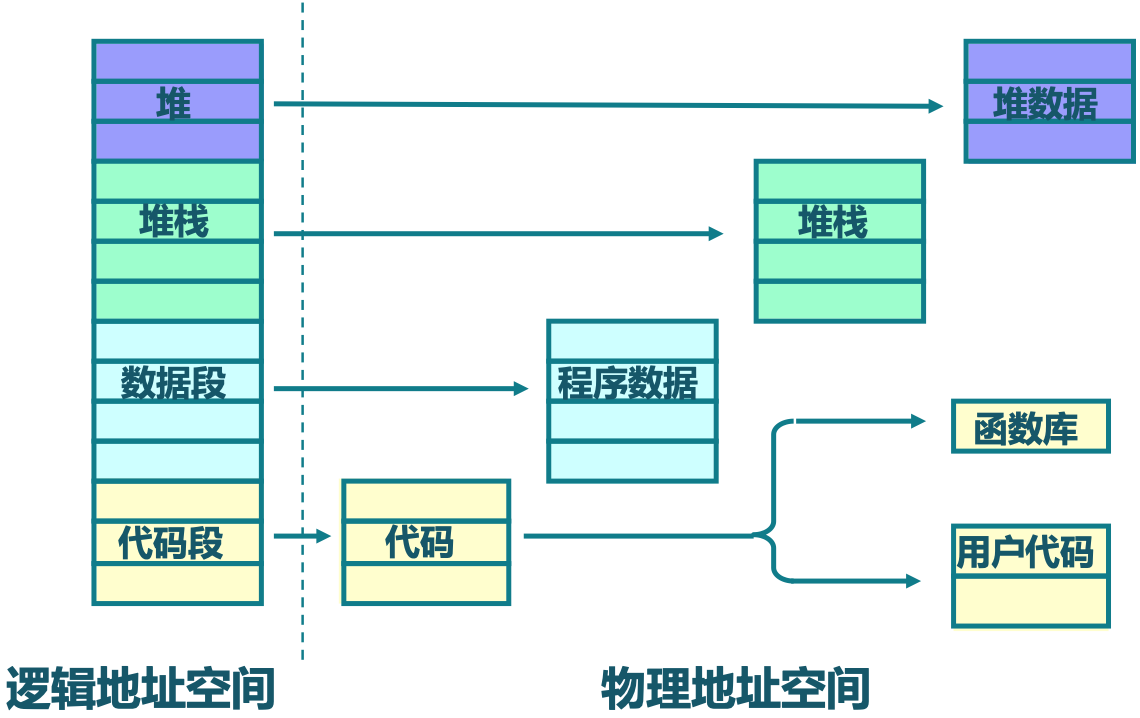 堆
堆数据
堆栈
堆栈
数据段
程序数据
函数库
代码段
代码
用户代码
逻辑地址空间
物理地址空间